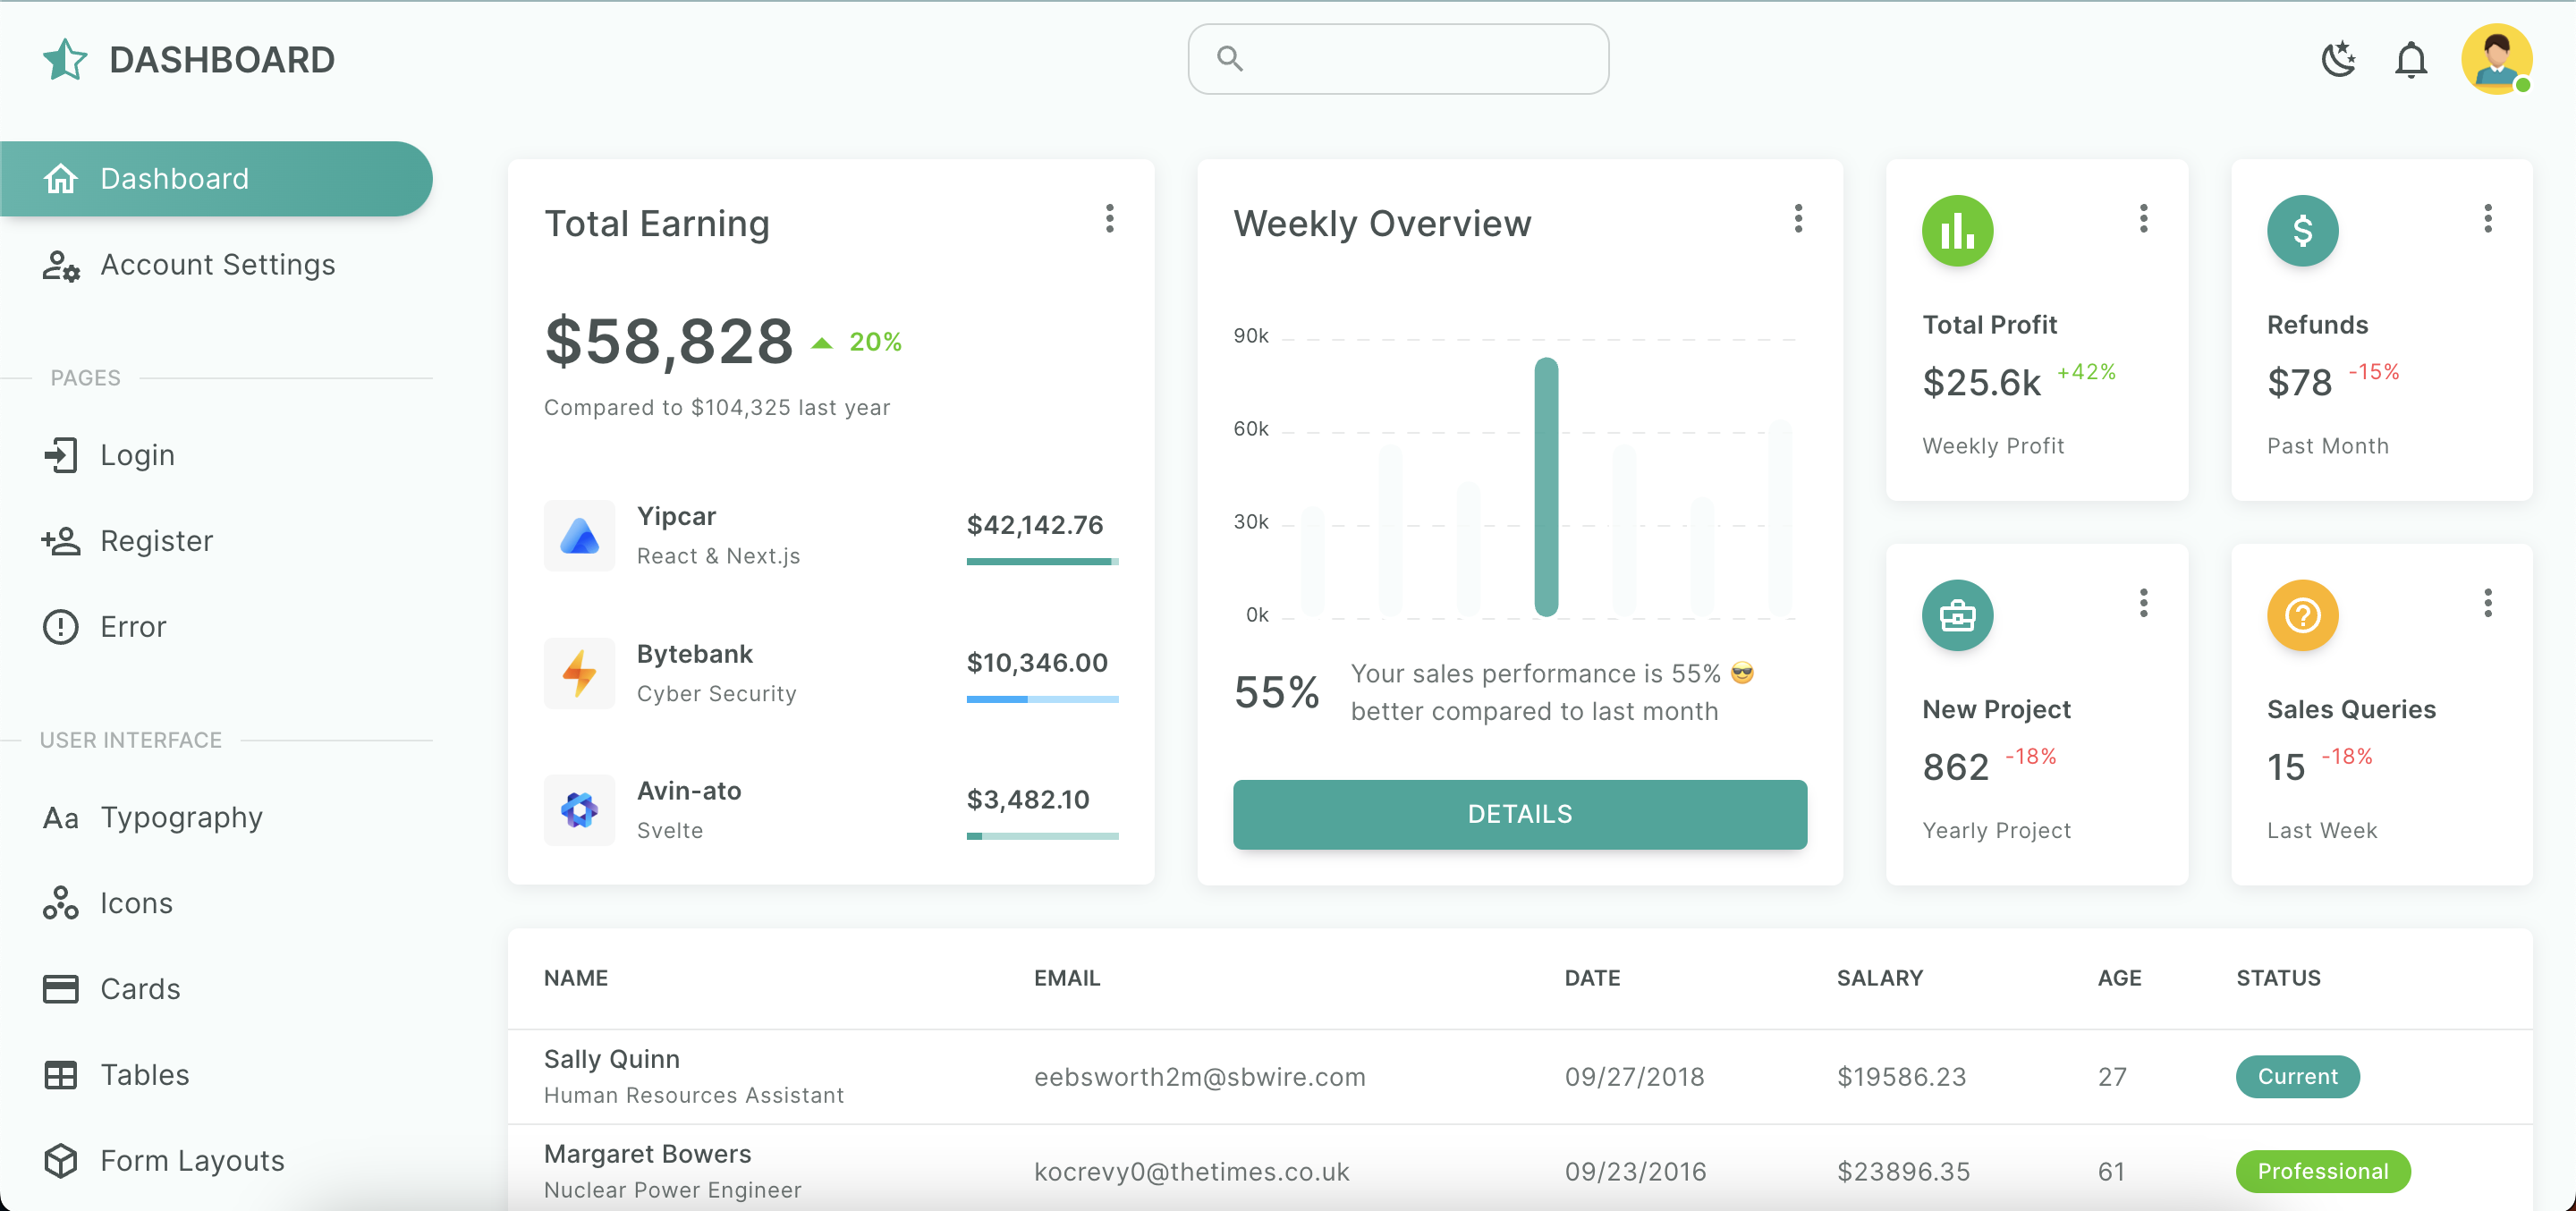 DASHBOARD
Dashboard
Account Settings
PAGES
Login
Register
Error
USER INTERFACE
Aa Typography
Icons
Cards
Tables
Form Layouts
Total Earning
$58,828 20%
Compared to $104,325 last year
Yipcar
React & Next.js
$42,142.76
Bytebank
Cyber Security
$10,346.00
Avin-ato
Svelte
$3,482.10
Weekly Overview
90k
60k
30k
0k
55%
Your sales performance is 55% 😎
better compared to last month
DETAILS
Total Profit
$25.6k +42%
Weekly Profit
$
Refunds
$78 -15%
Past Month
New Project
862 -18%
Yearly Project
?
Sales Queries
15 -18%
Last Week
NAME EMAIL DATE SALARY AGE STATUS
Sally Quinn
Human Resources Assistant
eebsworth2m@sbwire.com 09/27/2018 $19586.23 27 Current
Margaret Bowers
Nuclear Power Engineer
kocrevy0@thetimes.co.uk 09/23/2016 $23896.35 61 Professional